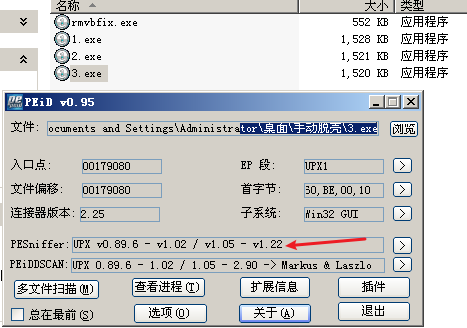 名称 大小 类型
rmvbfix.exe 552 KB 应用程序
1.exe 1,528 KB 应用程序
2.exe 1,521 KB 应用程序
3.exe 1,520 KB 应用程序
PEiD v0.95
文件: ocuments and Settings\Administrator\桌面\手动脱壳\3.exe 浏览
入口点: 00179080 EP 段: UPX1 >
文件偏移: 00179080 首字节: 60,BE,00,10 >
连接器版本: 2.25 子系统: Win32 GUI >
PESniffer: UPX v0.89.6 - v1.02 / v1.05 - v1.22 >
PEiDDSCAN: UPX 0.89.6 - 1.02 / 1.05 - 2.90 -> Markus & Laszlo >
多文件扫描(M) 查看进程(T) 扩展信息 插件
总在最前(S) 选项(O) 关于(A) 退出